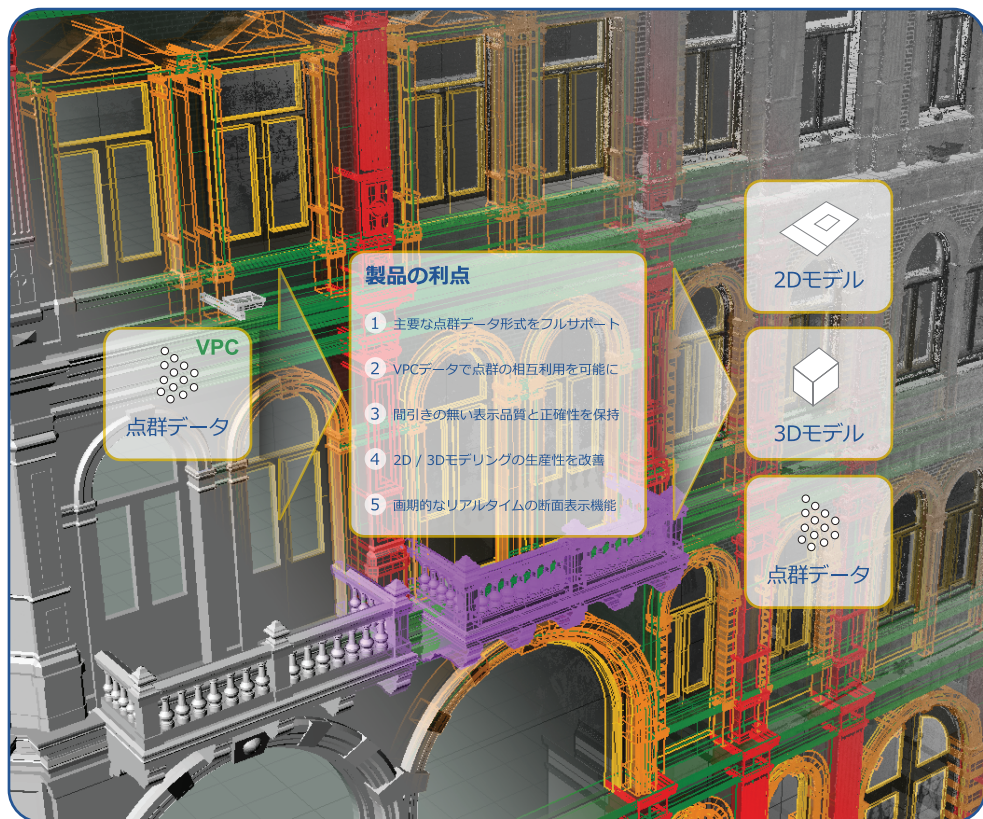 VPC
点群データ
製品の利点
1 主要な点群データ形式をフルサポート
2 VPCデータで点群の相互利用を可能に
3 間引きの無い表示品質と正確性を保持
4 2D / 3Dモデリングの生産性を改善
5 画期的なリアルタイムの断面表示機能
2Dモデル
3Dモデル
点群データ